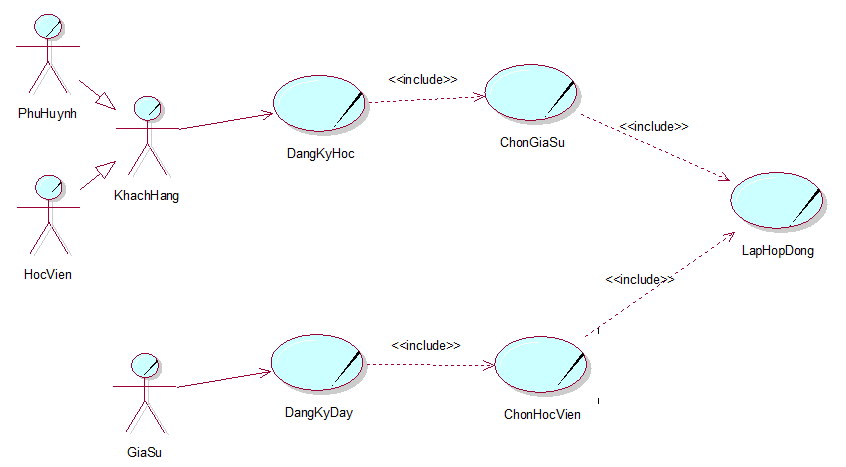 PhuHuynh
KhachHang
HocVien
DangKyHoc
<<include>>
ChonGiaSu
<<include>>
LapHopDong
<<include>>
GiaSu
DangKyDay
<<include>>
ChonHocVien